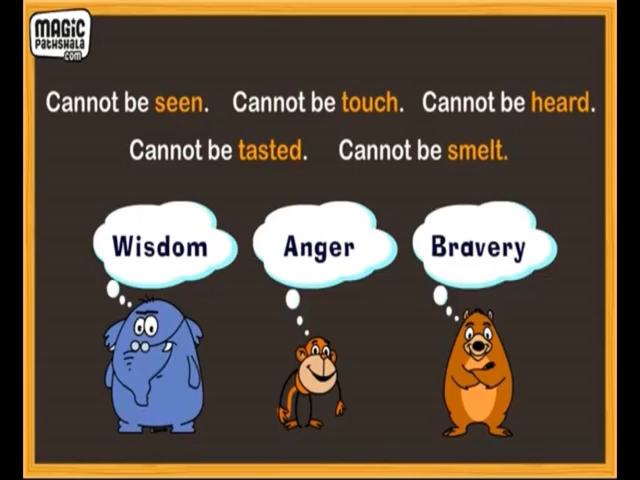 MAGiC
PATHSHALA
.com
Cannot be seen. Cannot be touch. Cannot be heard.
Cannot be tasted. Cannot be smelt.
Wisdom Anger Bravery